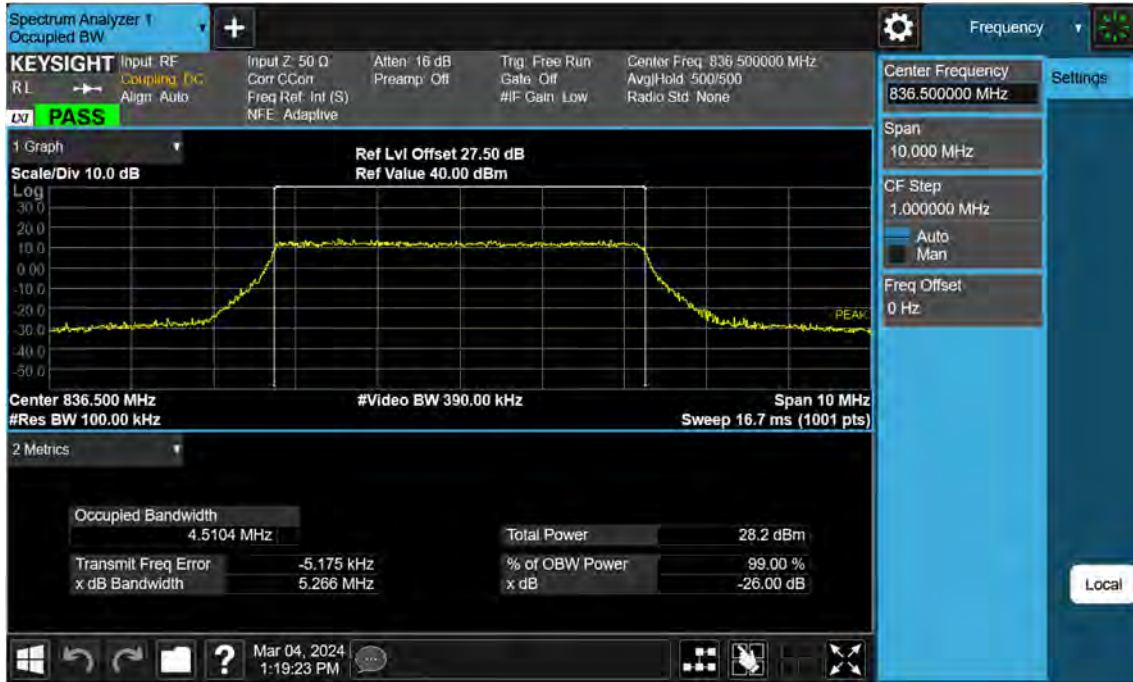 Spectrum Analyzer 1
Occupied BW
+
Frequency
KEYSIGHT
Input: RF
Coupling: DC
Align: Auto
Input Z: 50 Ω
Corr CCorr
Freq Ref: Int (S)
NFE: Adaptive
Atten: 16 dB
Preamp: Off
Trig: Free Run
Gate: Off
#IF Gain: Low
Center Freq: 836.500000 MHz
Avg|Hold: 500/500
Radio Std: None
RL
LXI
PASS
Center Frequency
836.500000 MHz
Settings
Span
10.000 MHz
CF Step
1.000000 MHz
Auto
Man
Freq Offset
0 Hz
1 Graph
Scale/Div 10.0 dB
Ref Lvl Offset 27.50 dB
Ref Value 40.00 dBm
Log
30.0
20.0
10.0
0.00
-10.0
-20.0
-30.0
-40.0
-50.0
PEAK
Center 836.500 MHz
#Video BW 390.00 kHz
Span 10 MHz
#Res BW 100.00 kHz
Sweep 16.7 ms (1001 pts)
2 Metrics
Occupied Bandwidth
4.5104 MHz
Total Power 28.2 dBm
Transmit Freq Error -5.175 kHz
% of OBW Power 99.00 %
x dB Bandwidth 5.266 MHz
x dB -26.00 dB
Local
?
Mar 04, 2024
1:19:23 PM